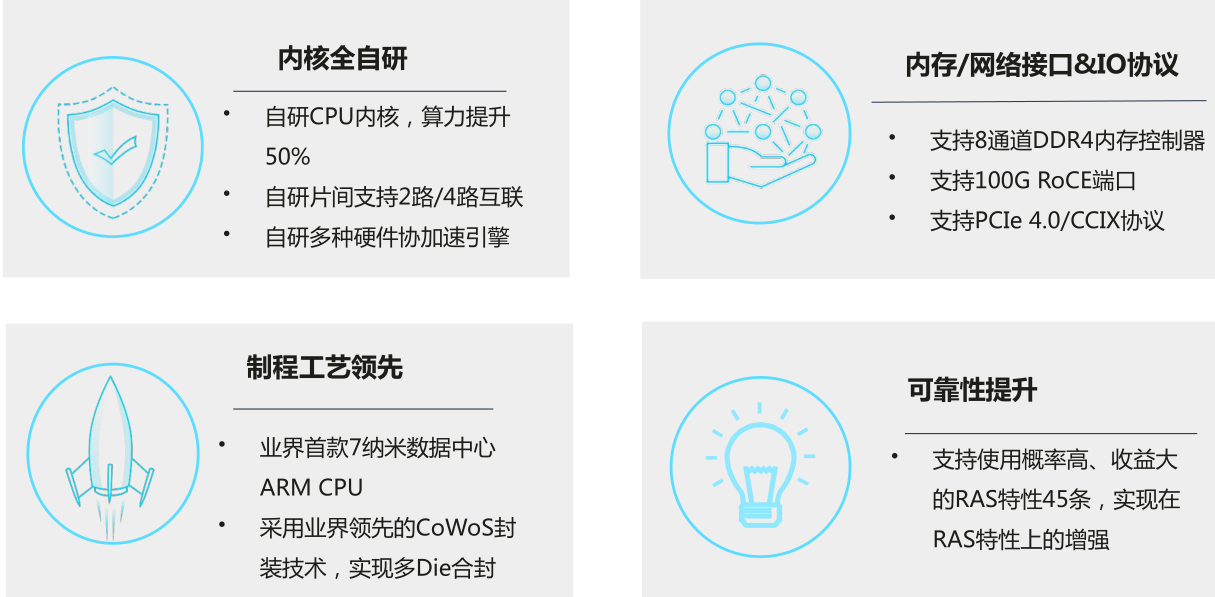 内核全自研
• 自研CPU内核，算力提升
50%
• 自研片间支持2路/4路互联
• 自研多种硬件协加速引擎
内存/网络接口&IO协议
• 支持8通道DDR4内存控制器
• 支持100G RoCE端口
• 支持PCIe 4.0/CCIX协议
制程工艺领先
• 业界首款7纳米数据中心
ARM CPU
• 采用业界领先的CoWoS封
装技术，实现多Die合封
可靠性提升
• 支持使用概率高、收益大
的RAS特性45条，实现在
RAS特性上的增强